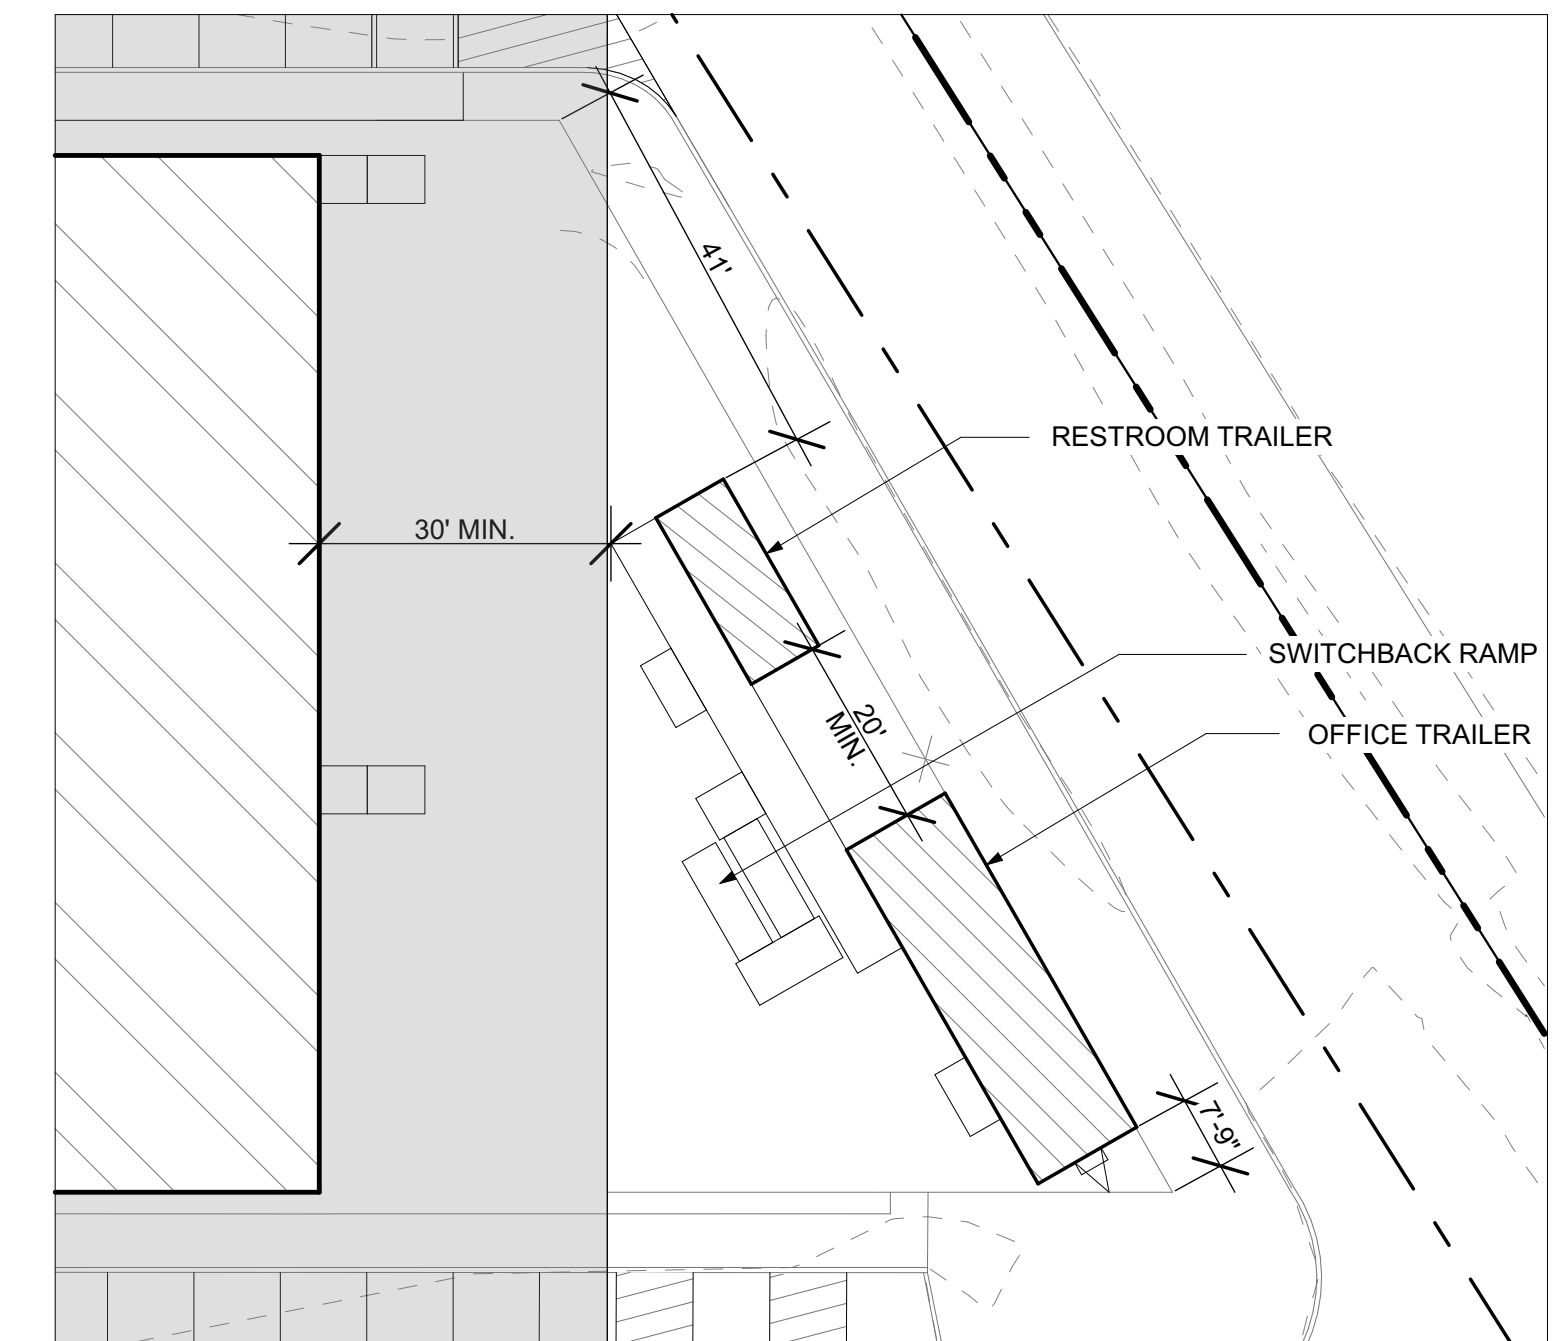 41'
RESTROOM TRAILER
30' MIN.
SWITCHBACK RAMP
20'
MIN.
OFFICE TRAILER
7'-9"